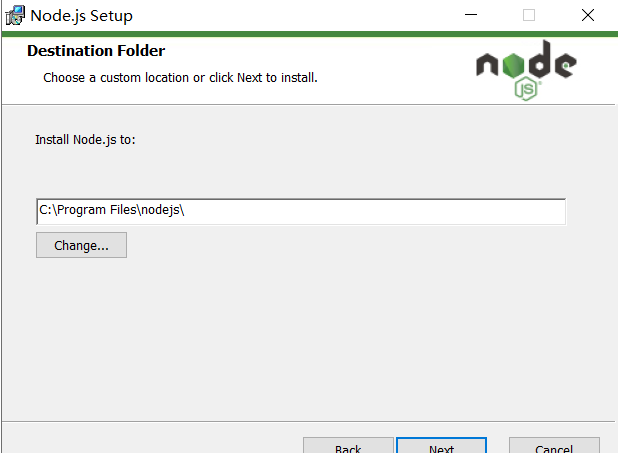 Node.js Setup
Destination Folder
Choose a custom location or click Next to install.
node
JS
Install Node.js to:
C:\Program Files\nodejs\
Change...
Back
Next
Cancel